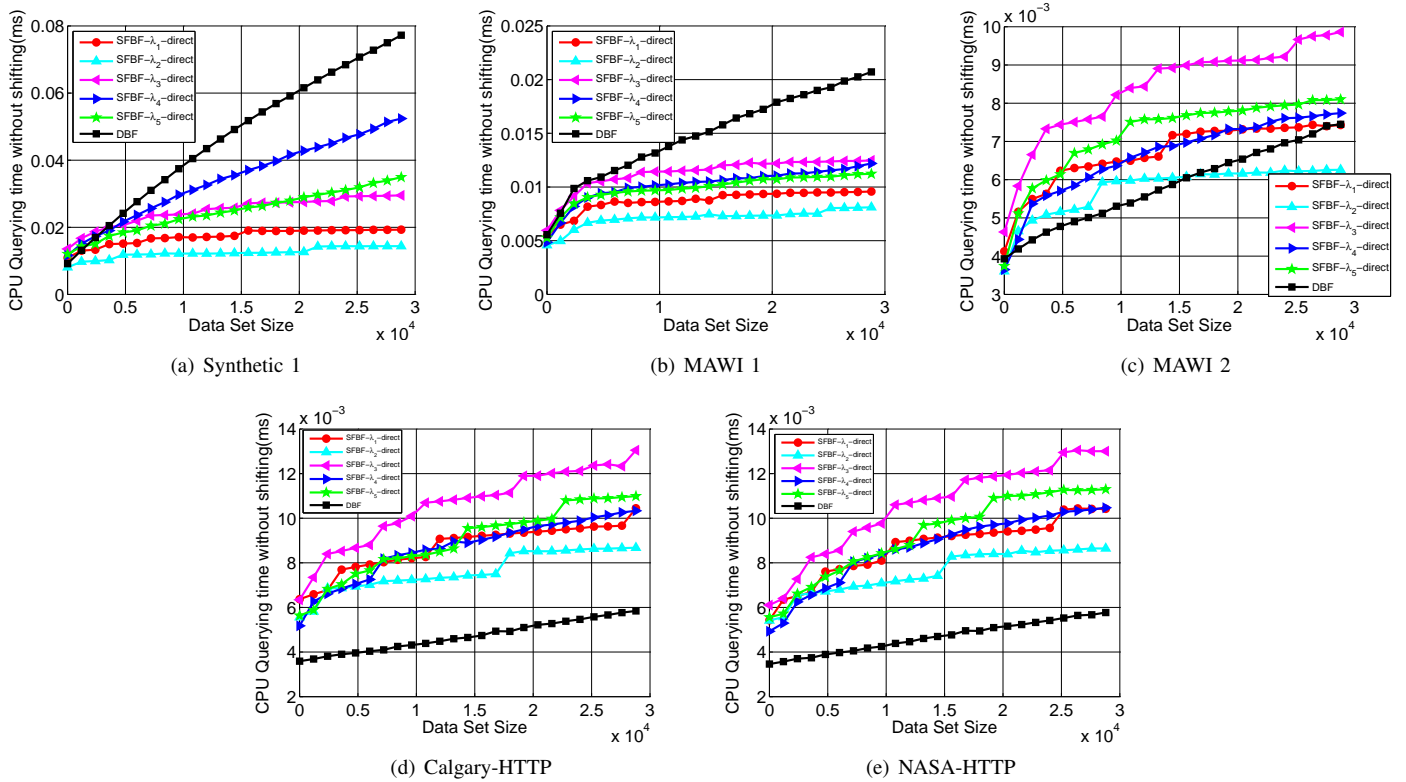 CPU Querying time without shifting(ms)
0.08
0.06
0.04
0.02
0
0 0.5 1 1.5 2 2.5 3
x 10^4
Data Set Size
SFBF−λ1−direct
SFBF−λ2−direct
SFBF−λ3−direct
SFBF−λ4−direct
SFBF−λ5−direct
DBF
(a) Synthetic 1
CPU Querying time without shifting(ms)
0.025
0.02
0.015
0.01
0.005
0
0 0.5 1 1.5 2 2.5 3
x 10^4
Data Set Size
SFBF−λ1−direct
SFBF−λ2−direct
SFBF−λ3−direct
SFBF−λ4−direct
SFBF−λ5−direct
DBF
(b) MAWI 1
x 10^−3
CPU Querying time without shifting(ms)
10
9
8
7
6
5
4
3
0 0.5 1 1.5 2 2.5 3
x 10^4
Data Set Size
SFBF−λ1−direct
SFBF−λ2−direct
SFBF−λ3−direct
SFBF−λ4−direct
SFBF−λ5−direct
DBF
(c) MAWI 2
x 10^−3
CPU Querying time without shifting(ms)
14
12
10
8
6
4
2
0 0.5 1 1.5 2 2.5 3
x 10^4
Data Set Size
SFBF−λ1−direct
SFBF−λ2−direct
SFBF−λ3−direct
SFBF−λ4−direct
SFBF−λ5−direct
DBF
(d) Calgary-HTTP
x 10^−3
CPU Querying time without shifting(ms)
14
12
10
8
6
4
2
0 0.5 1 1.5 2 2.5 3
x 10^4
Data Set Size
SFBF−λ1−direct
SFBF−λ2−direct
SFBF−λ3−direct
SFBF−λ4−direct
SFBF−λ5−direct
DBF
(e) NASA-HTTP